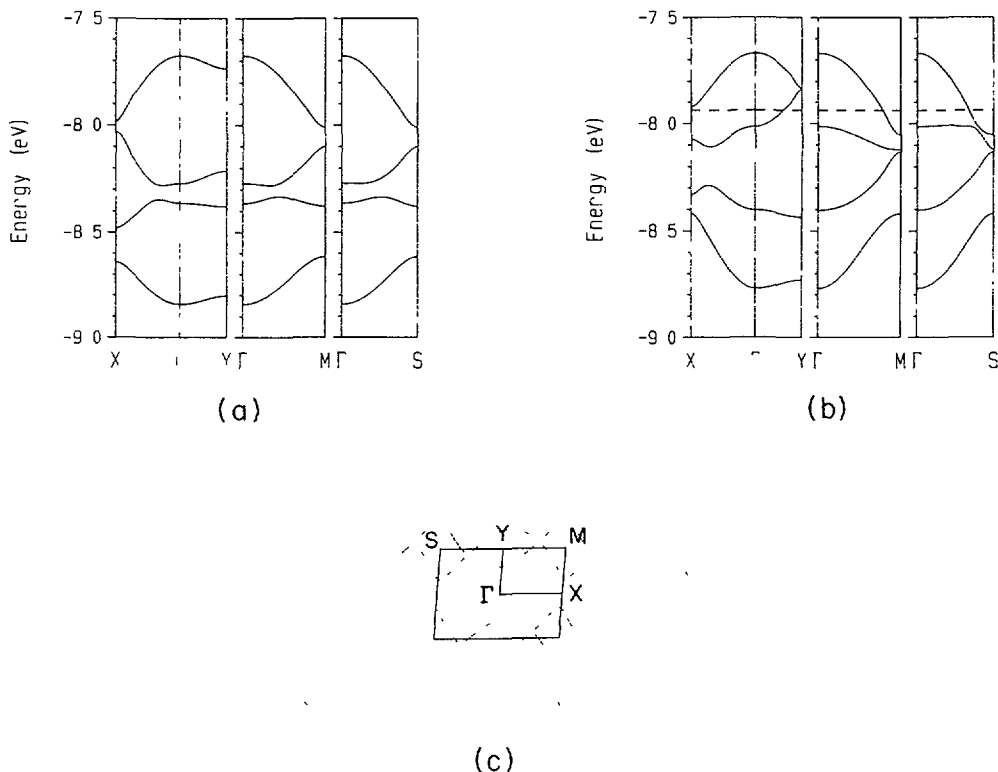 -7 5
-8 0
-8 5
-9 0
Energy (eV)
X Y Γ M Γ S
(a)
-7 5
-8 0
-8 5
-9 0
Energy (eV)
X Γ Y Γ M Γ S
(b)
S Y M
Γ X
(c)